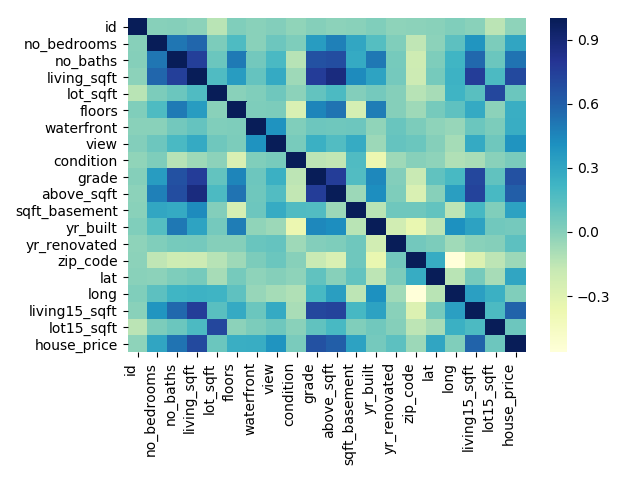 id
no_bedrooms
no_baths
living_sqft
lot_sqft
floors
waterfront
view
condition
grade
above_sqft
sqft_basement
yr_built
yr_renovated
zip_code
lat
long
living15_sqft
lot15_sqft
house_price
id
no_bedrooms
no_baths
living_sqft
lot_sqft
floors
waterfront
view
condition
grade
above_sqft
sqft_basement
yr_built
yr_renovated
zip_code
lat
long
living15_sqft
lot15_sqft
house_price
0.9
0.6
0.3
0.0
−0.3